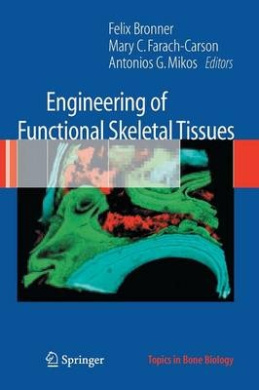 Felix Bronner
Mary C. Farach-Carson
Antonios G. Mikos Editors
Engineering of
Functional Skeletal Tissues
Springer
Topics in Bone Biology